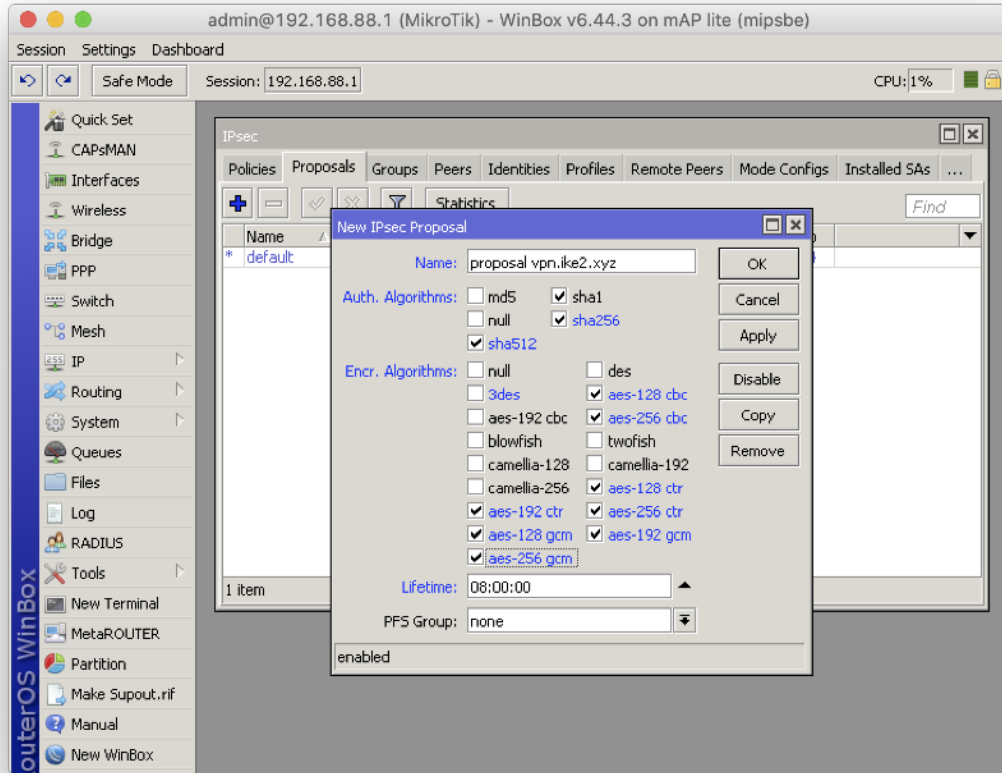 admin@192.168.88.1 (MikroTik) - WinBox v6.44.3 on mAP lite (mipsbe)
Session Settings Dashboard
Safe Mode Session: 192.168.88.1 CPU: 1%
Quick Set
CAPsMAN
Interfaces
Wireless
Bridge
PPP
Switch
Mesh
IP
Routing
System
Queues
Files
Log
RADIUS
Tools
New Terminal
MetaROUTER
Partition
Make Supout.rif
Manual
New WinBox
outerOS WinBox
IPsec
Policies Proposals Groups Peers Identities Profiles Remote Peers Mode Configs Installed SAs ...
Statistics Find
Name
* default
1 item
New IPsec Proposal
Name: proposal vpn.ike2.xyz
Auth. Algorithms: md5 sha1
null sha256
sha512
Encr. Algorithms: null des
3des aes-128 cbc
aes-192 cbc aes-256 cbc
blowfish twofish
camellia-128 camellia-192
camellia-256 aes-128 ctr
aes-192 ctr aes-256 ctr
aes-128 gcm aes-192 gcm
aes-256 gcm
Lifetime: 08:00:00
PFS Group: none
enabled
OK
Cancel
Apply
Disable
Copy
Remove